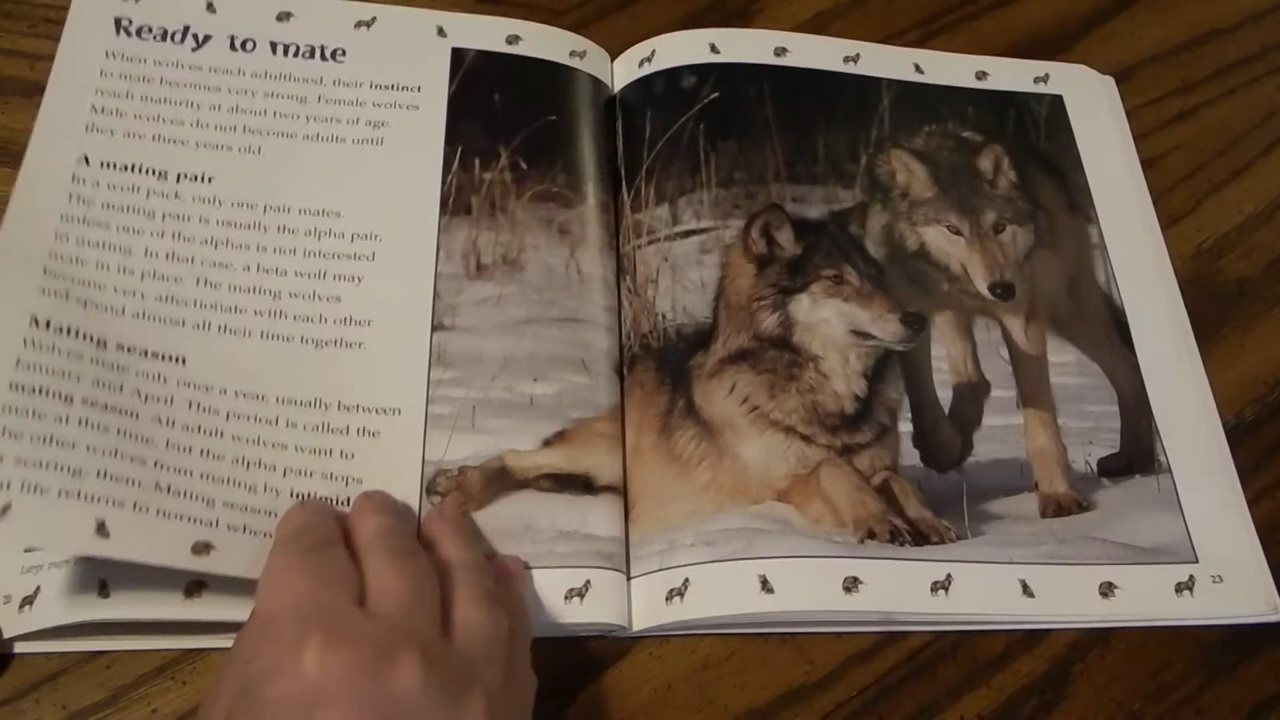 Ready to mate
When wolves reach adulthood, their instinct
to mate becomes very strong. Female wolves
reach maturity at about two years of age.
Male wolves do not become adults until
they are three years old.
A mating pair
In a wolf pack, only one pair mates.
The mating pair is usually the alpha pair,
unless one of the alphas is not interested
in mating. In that case, a beta wolf may
mate in its place. The mating wolves
become very affectionate with each other
and spend almost all their time together.
Mating season
Wolves mate only once a year, usually between
January and April. This period is called the
mating season. All adult wolves want to
mate at this time, but the alpha pair stops
the other wolves from mating by intimid
scaring, them. Mating season
life returns to normal when
Large
20
23